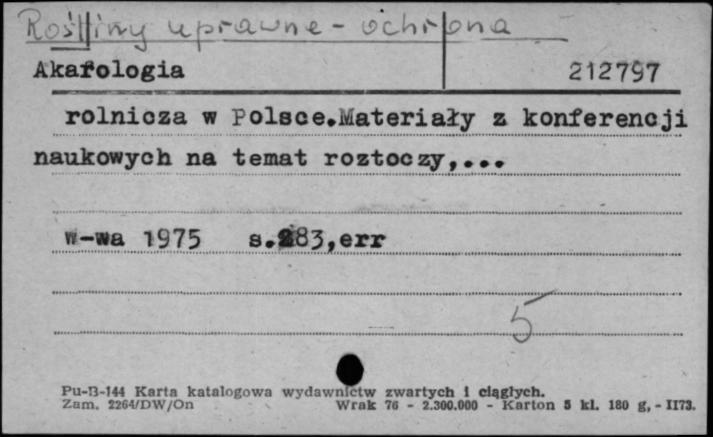 Rośliny uprawne - ochrona
Akarologia 212797
rolnicza w Polsce.Materiały z konferencji
naukowych na temat roztoczy,...
W-wa 1975 s.283,err
5
Pu-B-144 Karta katalogowa wydawnictw zwartych i ciągłych.
Zam. 2264/DW/On Wrak 76 - 2.300.000 - Karton 5 kl. 180 g, - II73.